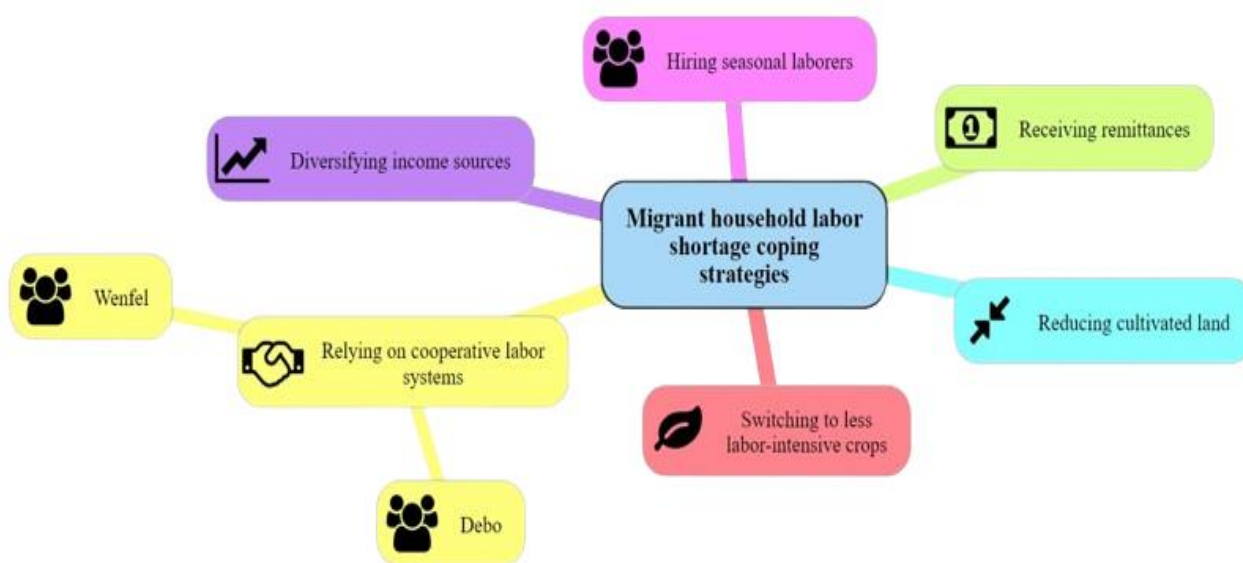 Hiring seasonal laborers
Receiving remittances
Diversifying income sources
Migrant household labor
shortage coping
strategies
Wenfel
Relying on cooperative labor
systems
Reducing cultivated land
Switching to less
labor-intensive crops
Debo